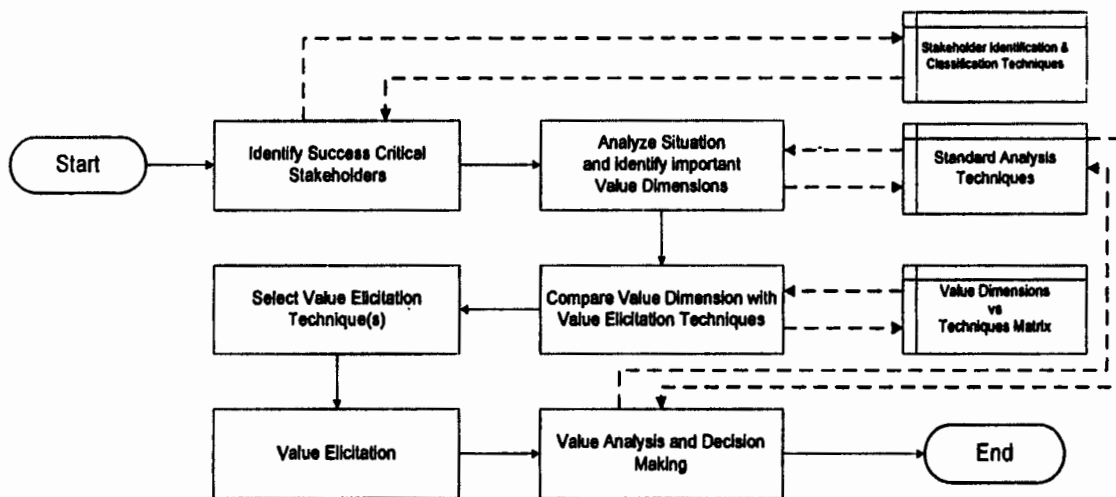 Stakeholder Identification &
Classification Techniques
Start
Identify Success Critical
Stakeholders
Analyze Situation
and Identify Important
Value Dimensions
Standard Analysis
Techniques
Select Value Elicitation
Technique(s)
Compare Value Dimension with
Value Elicitation Techniques
Value Dimensions
vs
Techniques Matrix
Value Elicitation
Value Analysis and Decision
Making
End